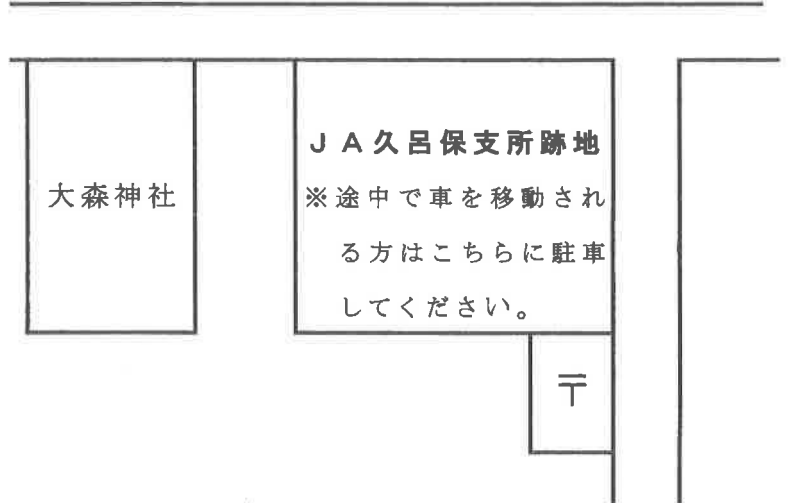 JA久呂保支所跡地
大森神社
※途中で車を移動され
る方はこちらに駐車
してください。
〒